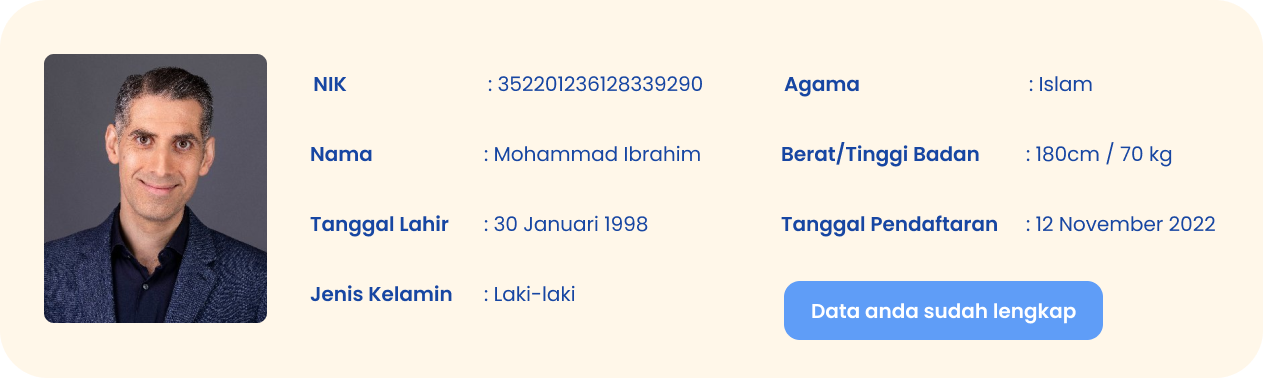 NIK : 352201236128339290
Nama : Mohammad Ibrahim
Tanggal Lahir : 30 Januari 1998
Jenis Kelamin : Laki-laki
Agama : Islam
Berat/Tinggi Badan : 180cm / 70 kg
Tanggal Pendaftaran : 12 November 2022
Data anda sudah lengkap